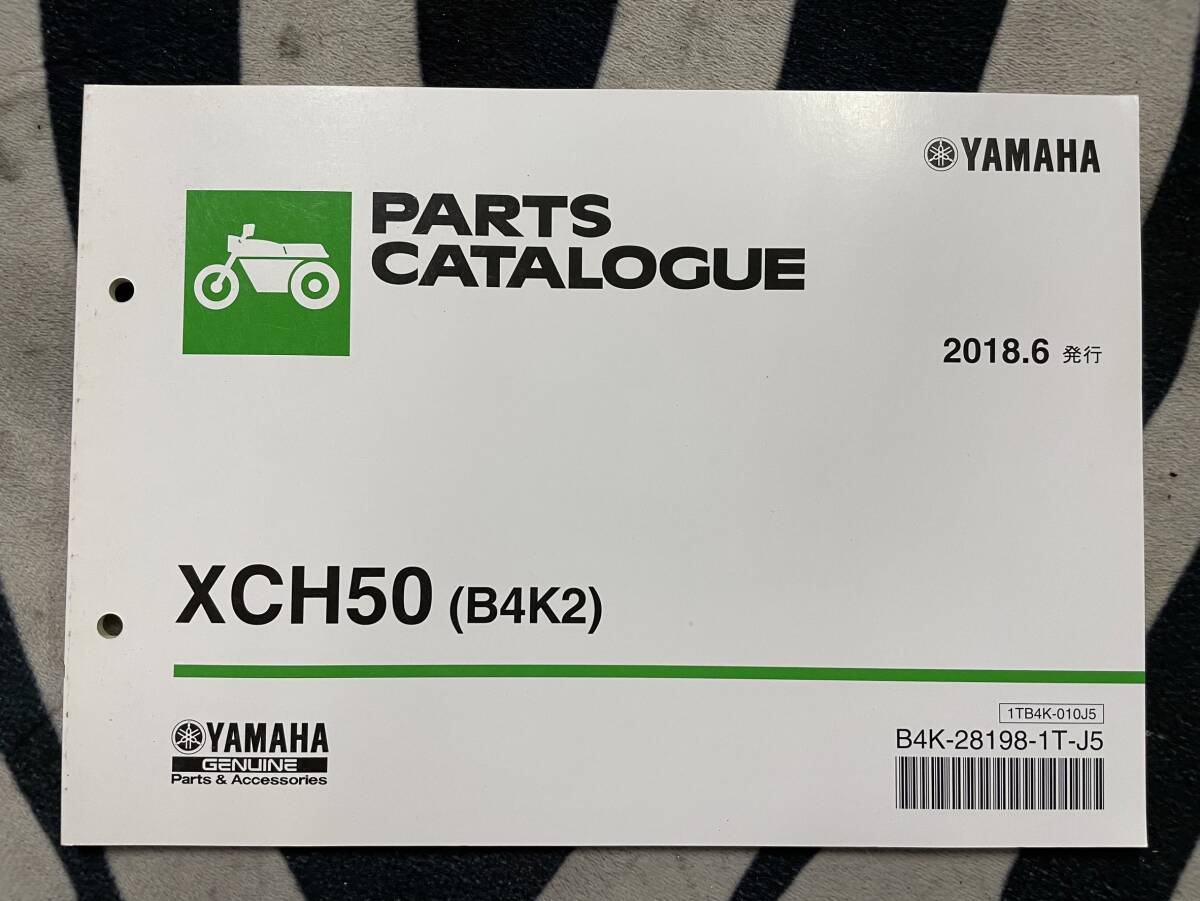 YAMAHA
PARTS
CATALOGUE
2018.6 発行
XCH50 (B4K2)
YAMAHA
GENUINE
Parts & Accessories
1TB4K-010J5
B4K-28198-1T-J5